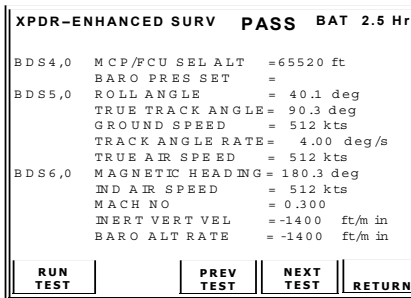 XPDR–ENHANCED SURV PASS BAT 2.5 Hr
BDS4,0 MCP/FCU SEL ALT =65520 ft
BARO PRES SET =
BDS5,0 ROLL ANGLE = 40.1 deg
TRUE TRACK ANGLE= 90.3 deg
GROUND SPEED = 512 kts
TRACK ANGLE RATE= 4.00 deg/s
TRUE AIR SPEED = 512 kts
BDS6,0 MAGNETIC HEADING= 180.3 deg
IND AIR SPEED = 512 kts
MACH NO = 0.300
INERT VERT VEL =-1400 ft/min
BARO ALT RATE =-1400 ft/min
RUN TEST
PREV TEST
NEXT TEST
RETURN